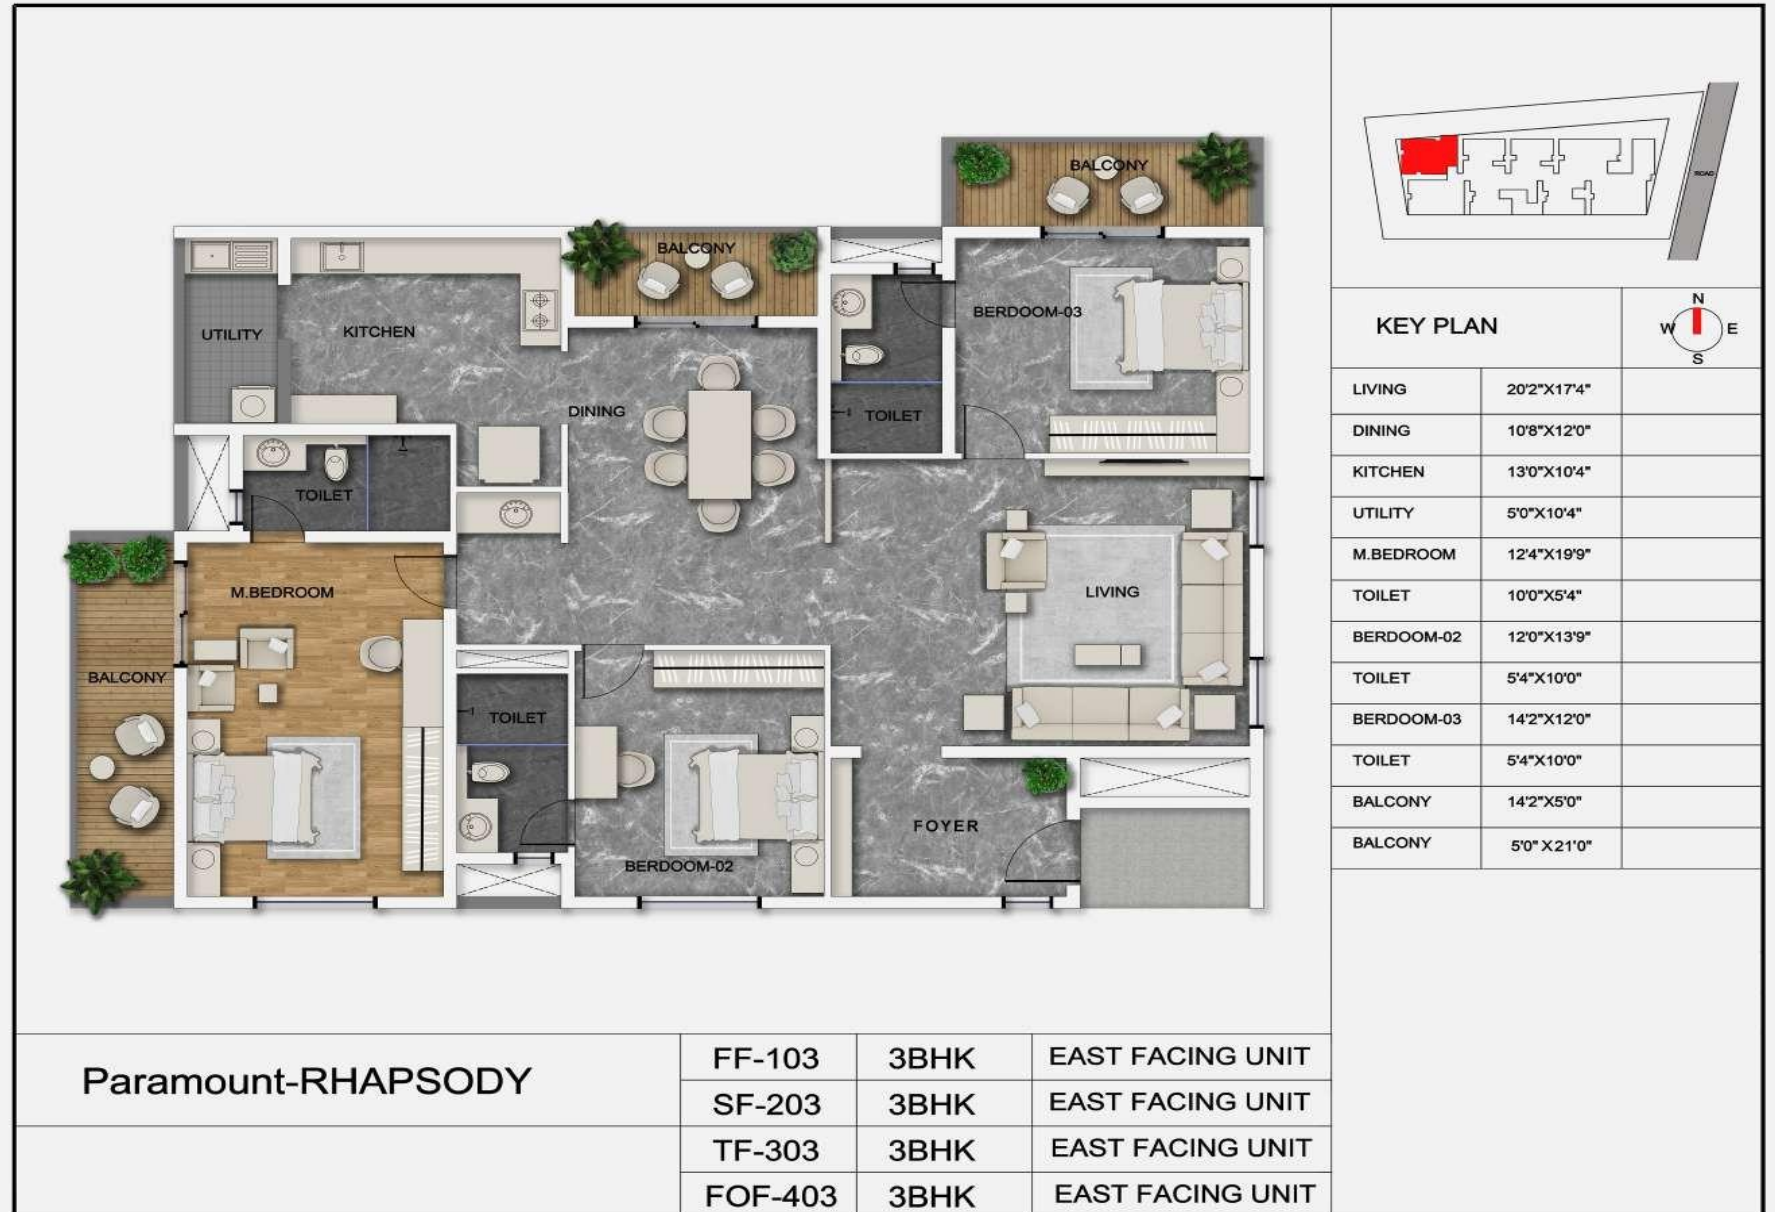 BALCONY
BALCONY
UTILITY
KITCHEN
BERDOOM-03
DINING
TOILET
TOILET
M.BEDROOM
LIVING
BALCONY
TOILET
FOYER
BERDOOM-02
ROAD
KEY PLAN
N
W E
S
LIVING 20'2"X17'4"
DINING 10'8"X12'0"
KITCHEN 13'0"X10'4"
UTILITY 5'0"X10'4"
M.BEDROOM 12'4"X19'9"
TOILET 10'0"X5'4"
BERDOOM-02 12'0"X13'9"
TOILET 5'4"X10'0"
BERDOOM-03 14'2"X12'0"
TOILET 5'4"X10'0"
BALCONY 14'2"X5'0"
BALCONY 5'0" X21'0"
Paramount-RHAPSODY
FF-103 3BHK EAST FACING UNIT
SF-203 3BHK EAST FACING UNIT
TF-303 3BHK EAST FACING UNIT
FOF-403 3BHK EAST FACING UNIT